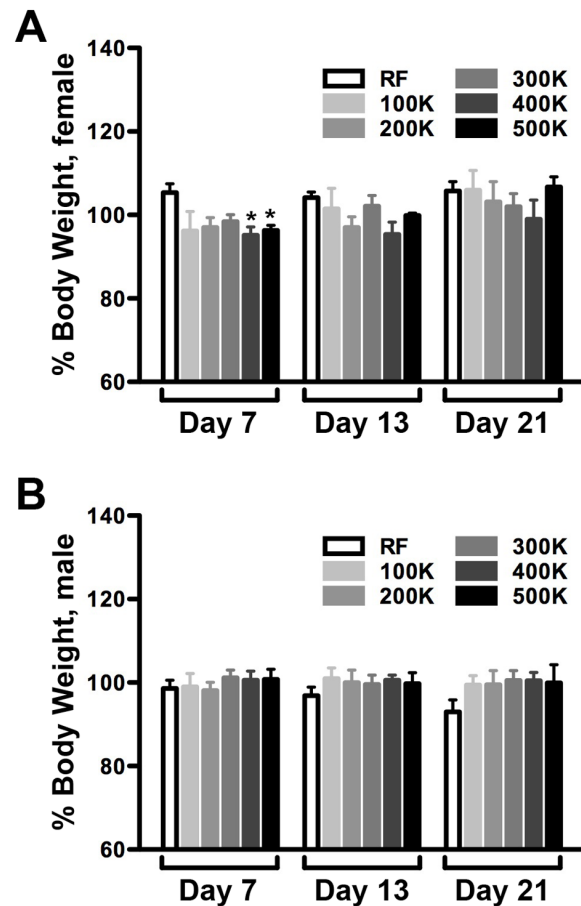 A
% Body Weight, female
140
120
100
80
60
RF 300K
100K 400K
200K 500K
* *
Day 7 Day 13 Day 21
B
% Body Weight, male
140
120
100
80
60
RF 300K
100K 400K
200K 500K
Day 7 Day 13 Day 21